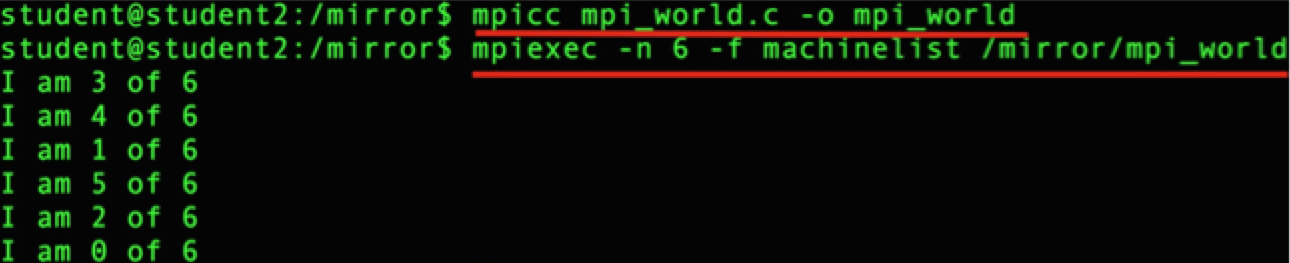 student@student2:/mirror$ mpicc mpi_world.c -o mpi_world
student@student2:/mirror$ mpiexec -n 6 -f machinelist /mirror/mpi_world
I am 3 of 6
I am 4 of 6
I am 1 of 6
I am 5 of 6
I am 2 of 6
I am 0 of 6